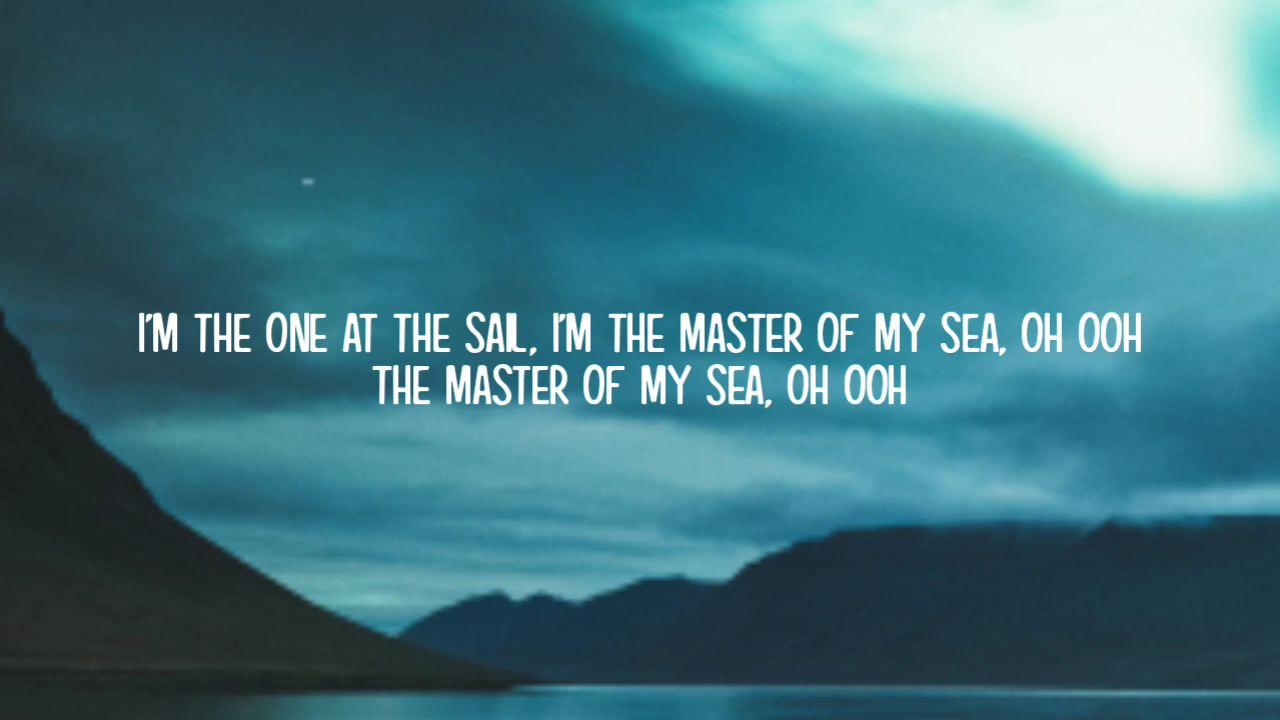 I'M THE ONE AT THE SAIL, I'M THE MASTER OF MY SEA, OH OOH
THE MASTER OF MY SEA, OH OOH